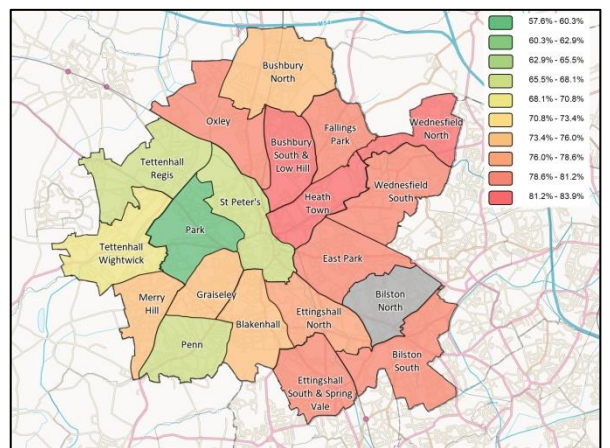 57.6% - 60.3%
60.3% - 62.9%
62.9% - 65.5%
65.5% - 68.1%
68.1% - 70.8%
70.8% - 73.4%
73.4% - 76.0%
76.0% - 78.6%
78.6% - 81.2%
81.2% - 83.9%
Bushbury
North
Oxley
Bushbury
South &
Low Hill
Fallings
Park
Wednesfield
North
Tettenhall
Regis
St Peter's
Heath
Town
Wednesfield
South
Park
Tettenhall
Wightwick
East Park
Merry
Hill
Graiseley
Bilston
North
Penn
Blakenhall
Ettingshall
North
Ettingshall
South & Spring
Vale
Bilston
South